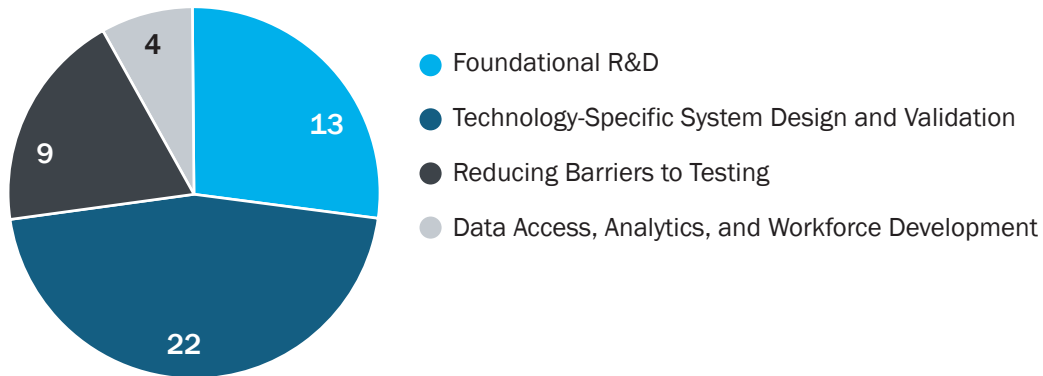 4
13
9
22
Foundational R&D
Technology-Specific System Design and Validation
Reducing Barriers to Testing
Data Access, Analytics, and Workforce Development